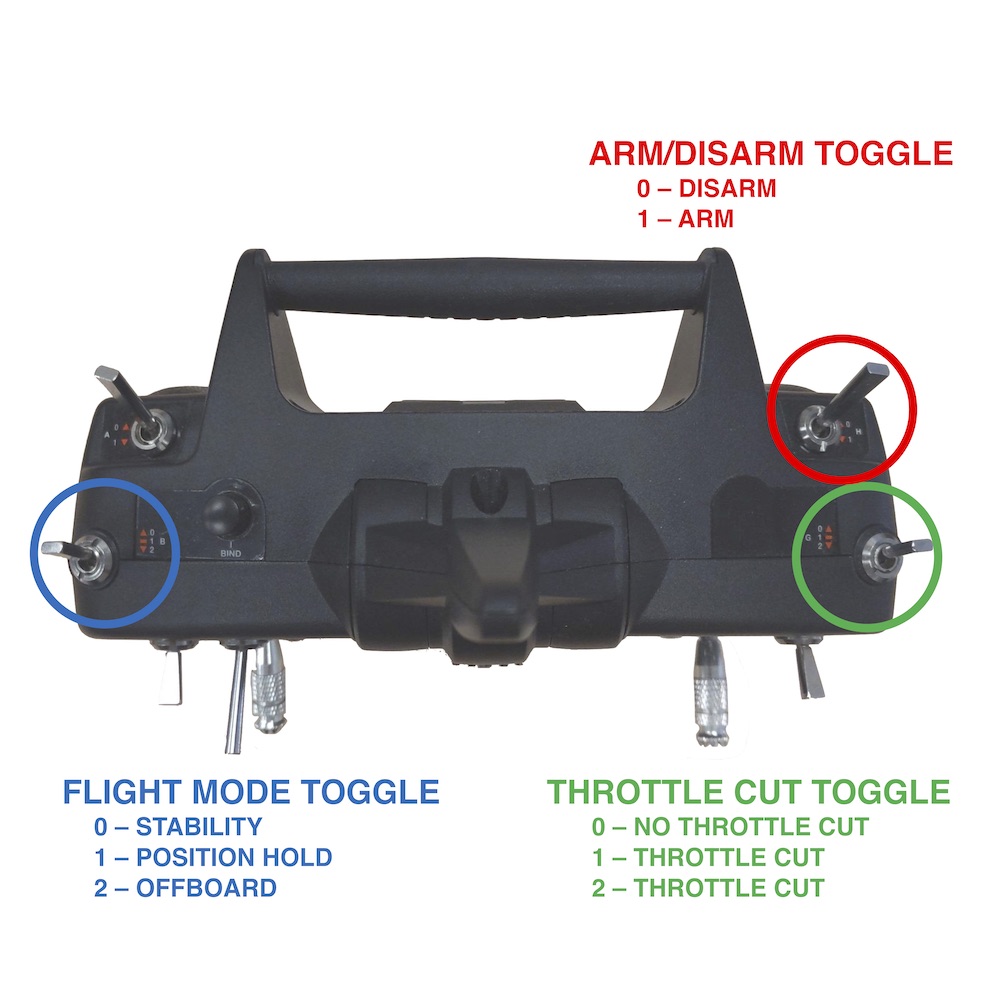 ARM/DISARM TOGGLE
0 – DISARM
1 – ARM
A 0
1
0 H
1
0
1 B
2
BIND
0
G 1
2
FLIGHT MODE TOGGLE
0 – STABILITY
1 – POSITION HOLD
2 – OFFBOARD
THROTTLE CUT TOGGLE
0 – NO THROTTLE CUT
1 – THROTTLE CUT
2 – THROTTLE CUT